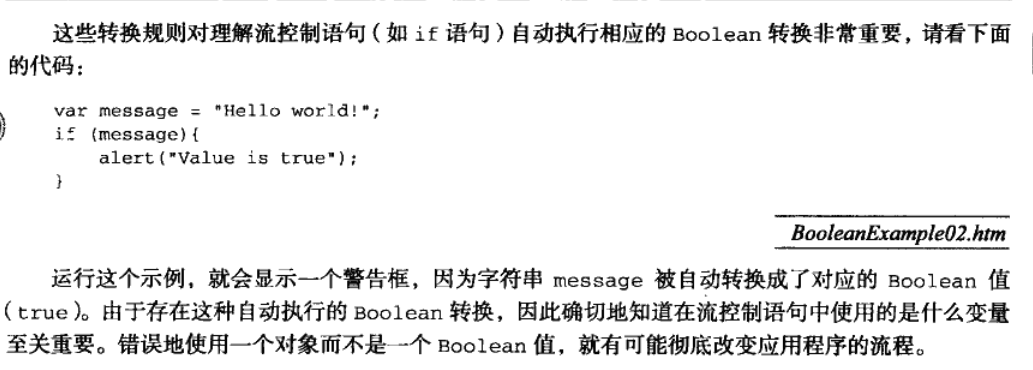 这些转换规则对理解流控制语句（如 if 语句）自动执行相应的 Boolean 转换非常重要，请看下面
的代码：
var message = "Hello world!";
if (message){
    alert("Value is true");
}
BooleanExample02.htm
运行这个示例，就会显示一个警告框，因为字符串 message 被自动转换成了对应的 Boolean 值
（true）。由于存在这种自动执行的 Boolean 转换，因此确切地知道在流控制语句中使用的是什么变量
至关重要。错误地使用一个对象而不是一个 Boolean 值，就有可能彻底改变应用程序的流程。